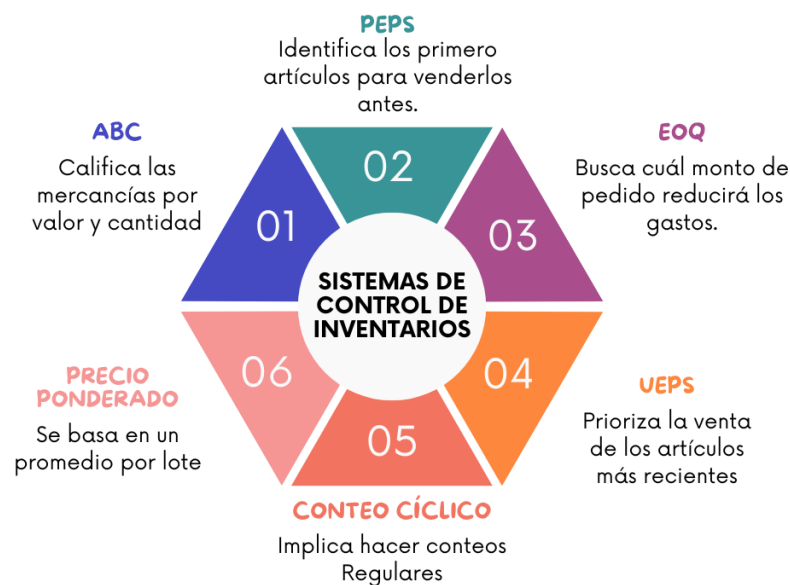 SISTEMAS DE
CONTROL DE
INVENTARIOS
01
ABC
Califica las
mercancías por
valor y cantidad
02
PEPS
Identifica los primero
artículos para venderlos
antes.
03
EOQ
Busca cuál monto de
pedido reducirá los
gastos.
04
UEPS
Prioriza la venta
de los artículos
más recientes
05
CONTEO CÍCLICO
Implica hacer conteos
Regulares
06
PRECIO
PONDERADO
Se basa en un
promedio por lote